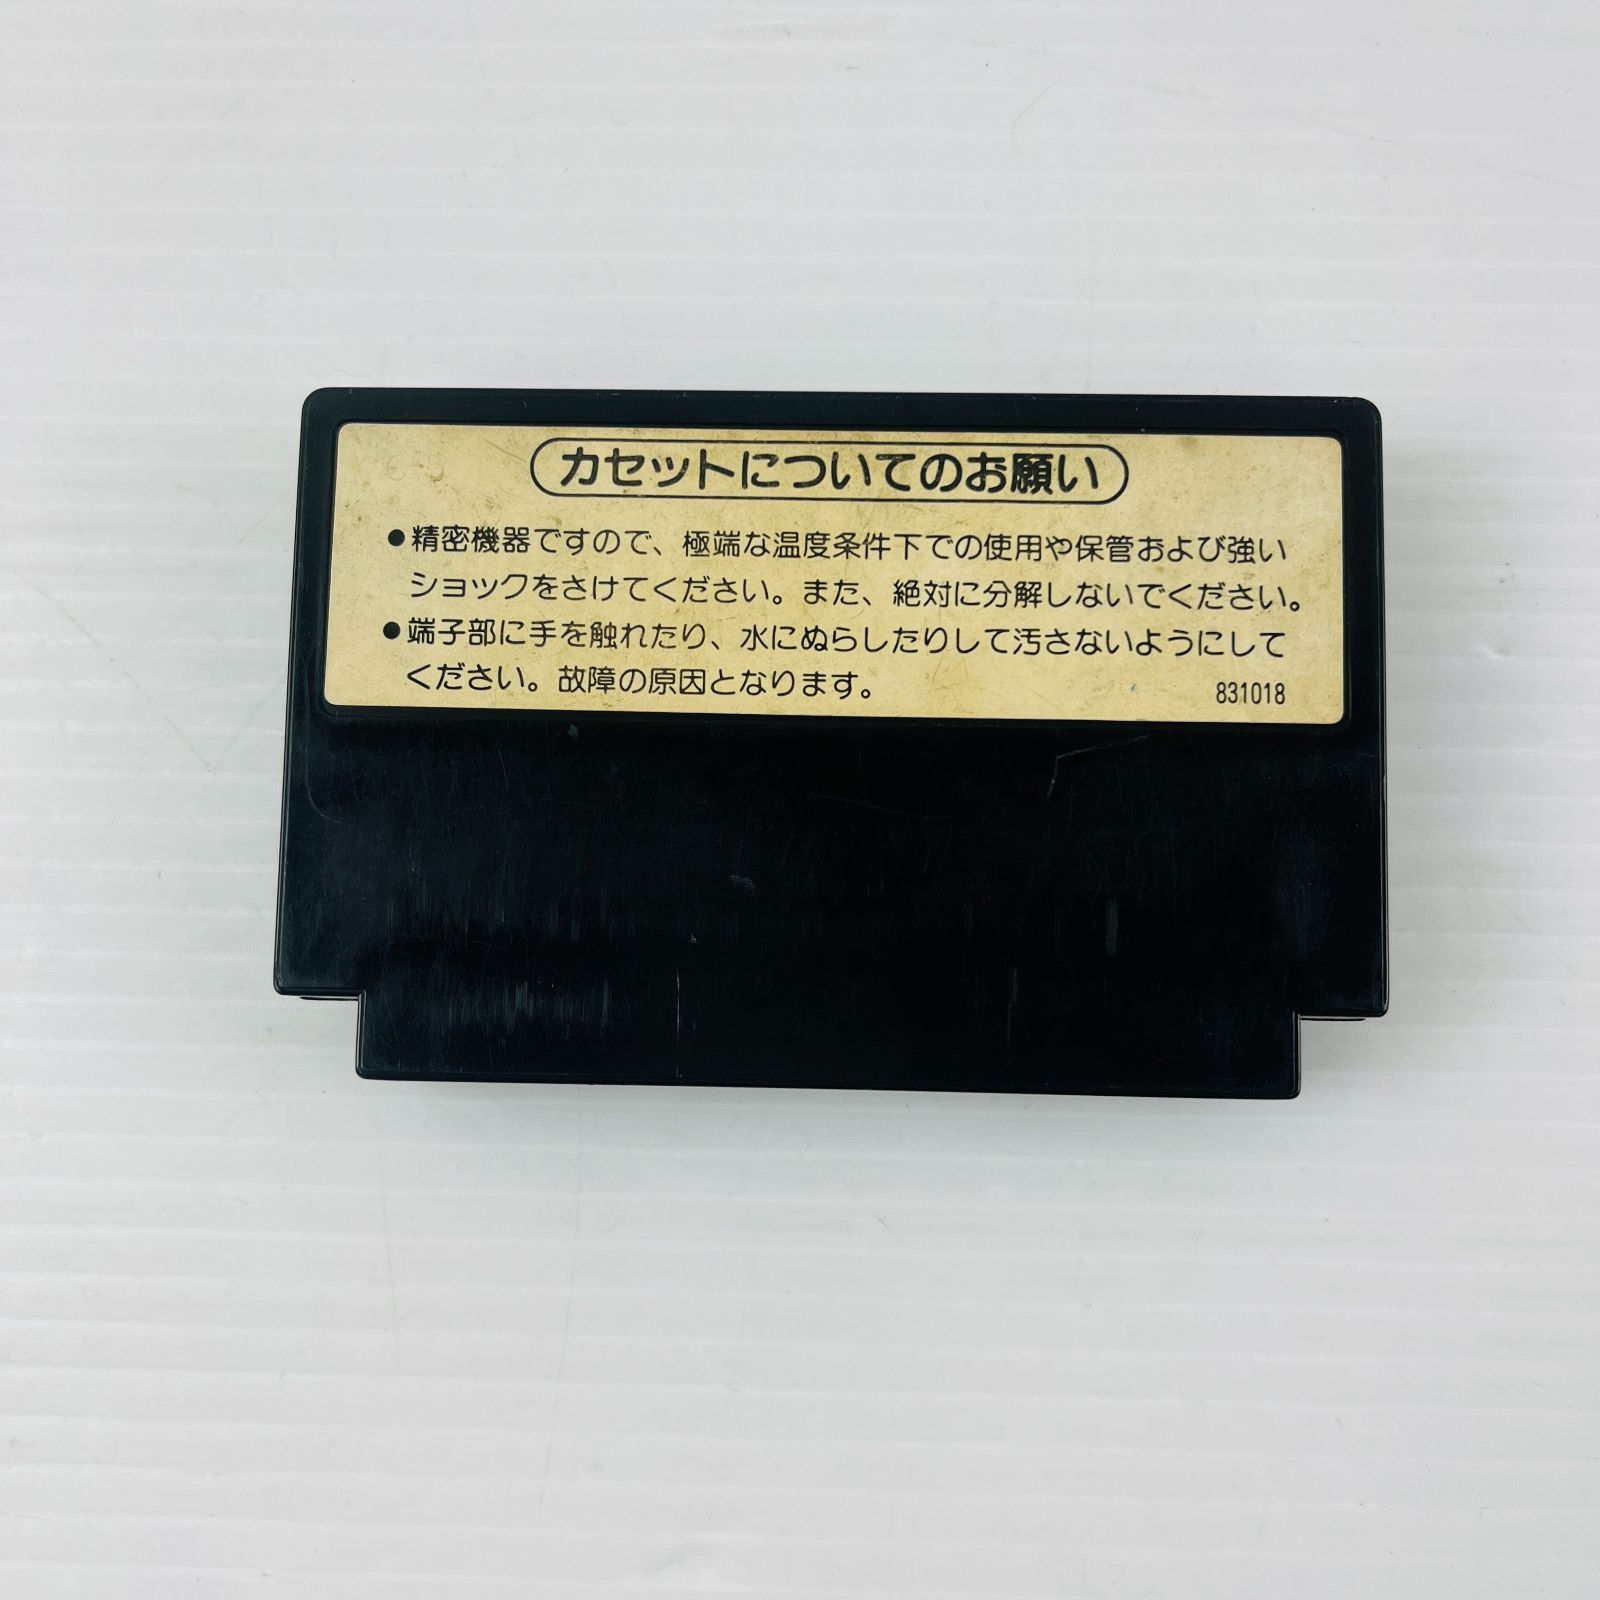 カセットについてのお願い
●精密機器ですので、極端な温度条件下での使用や保管および強い
ショックをさけてください。また、絶対に分解しないでください。
●端子部に手を触れたり、水にぬらしたりして汚さないようにして
ください。故障の原因となります。
831018